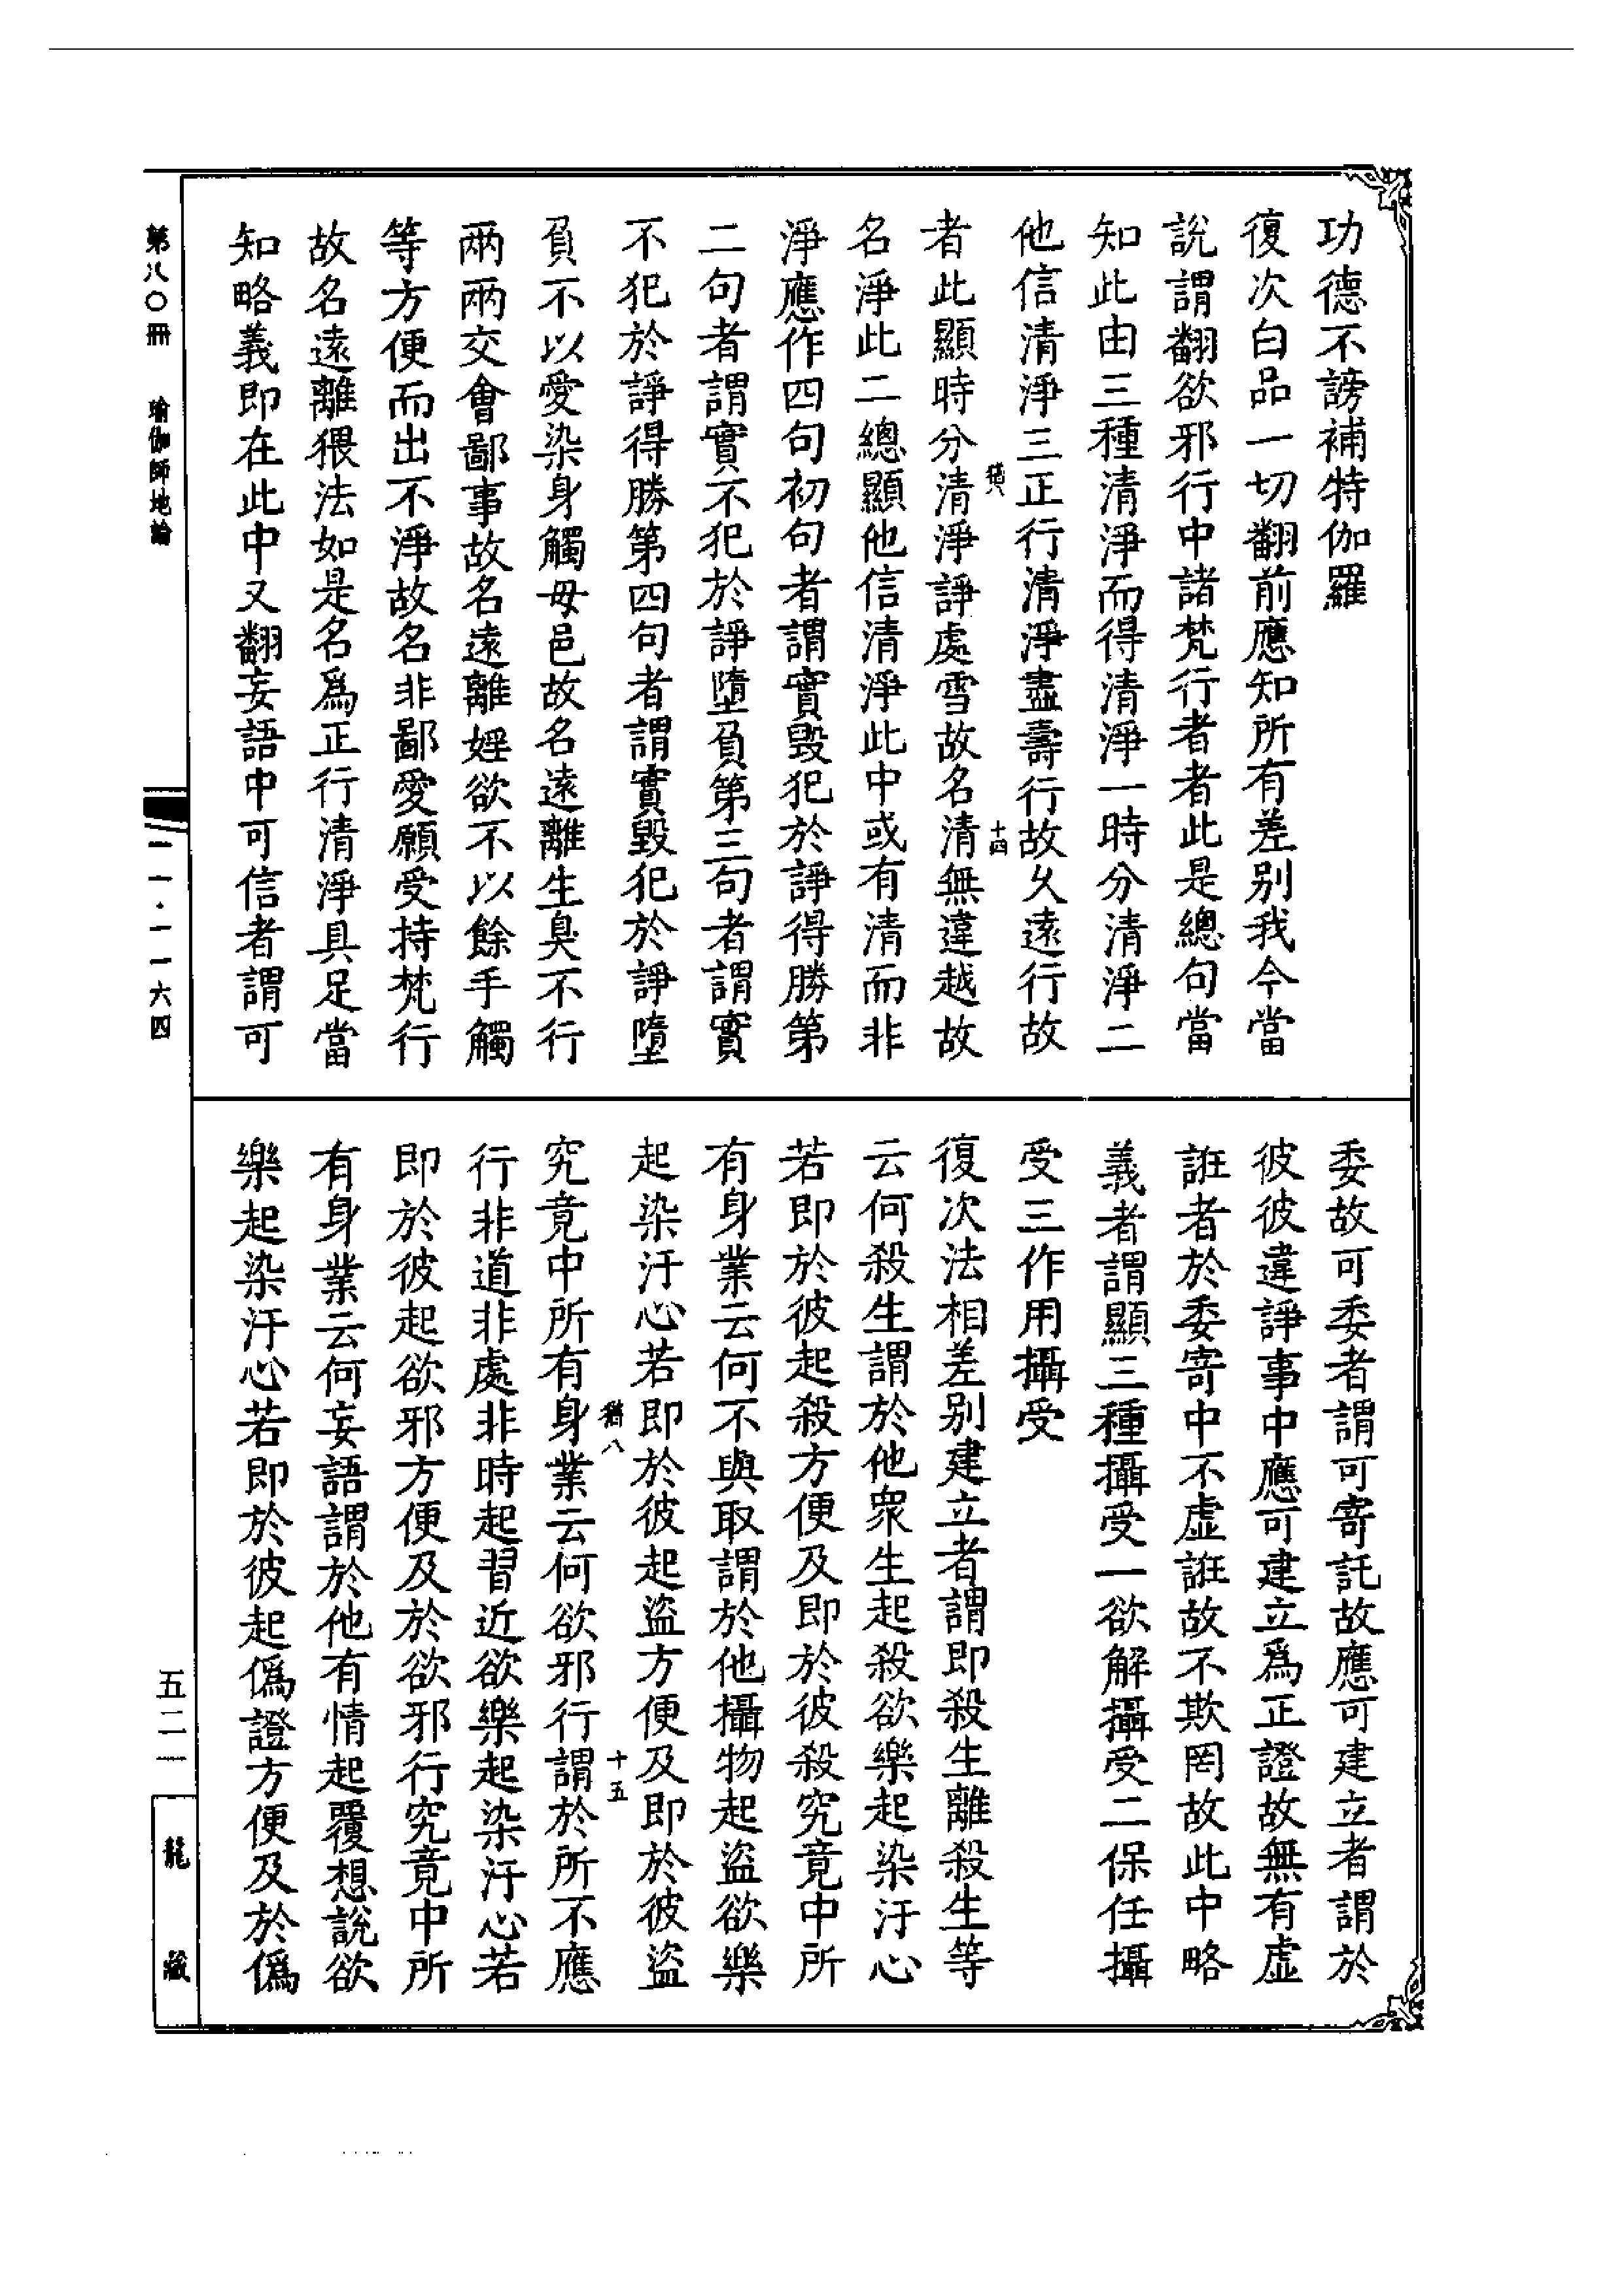 功德不謗補特伽羅
復次白品一切翻前應知所有差别我今當
說謂翻欲邪行中諸梵行者者此是總句當
知此由三種清淨而得清淨一時分清淨二
他信清淨三正行清淨盡壽行故久遠行故
者此顯時分清淨諍處雪故名清無違越故
名淨此二總顯他信清淨此中或有清而非
淨應作四句初句者謂實毀犯於諍得勝第
二句者謂實不犯於諍墮負第三句者謂實
不犯於諍得勝第四句者謂實毀犯於諍墮
負不以愛染身觸母邑故名遠離生臭不行
兩兩交會鄙事故名遠離婬欲不以餘手觸
等方便而出不淨故名非鄙愛願受持梵行
故名遠離猥法如是名爲正行清淨具足當
知略義即在此中又翻妄語中可信者謂可
委故可委者謂可寄託故應可建立者謂於
彼彼違諍事中應可建立爲正證故無有虛
誑者於委寄中不虛誑故不欺罔故此中略
義者謂顯三種攝受一欲解攝受二保任攝
受三作用攝受
復次法相差别建立者謂即殺生離殺生等
云何殺生謂於他衆生起殺欲樂起染汙心
若即於彼起殺方便及即於彼殺究竟中所
有身業云何不與取謂於他攝物起盜欲樂
起染汙心若即於彼起盜方便及即於彼盜
究竟中所有身業云何欲邪行謂於所不應
行非道非處非時起習近欲樂起染汙心若
即於彼起欲邪方便及於欲邪行究竟中所
有身業云何妄語謂於他有情起覆想說欲
樂起染汙心若即於彼起僞證方便及於僞
十四
猶八
十五
第八〇冊 瑜伽師地論
一一一·一一六四
五二一
龍藏